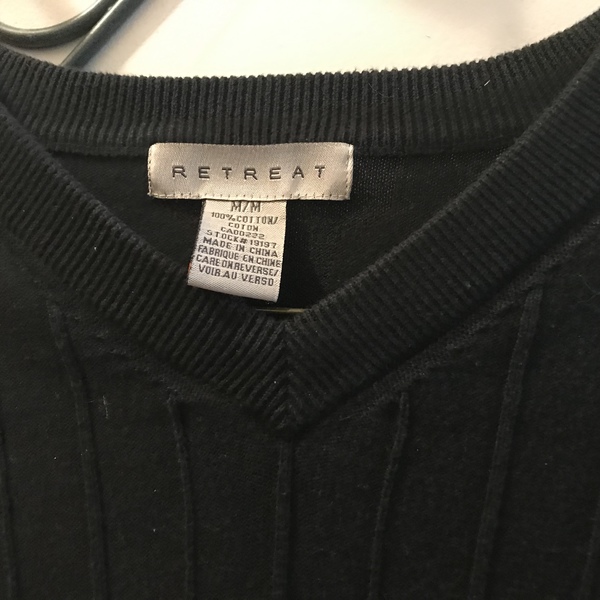 RETREAT
M/M
100% COTTON/
COTON
CA00222
STOCK# 19197
MADE IN CHINA
FABRIQUE EN CHINE
CARE ON REVERSE/
VOIR AU VERSO